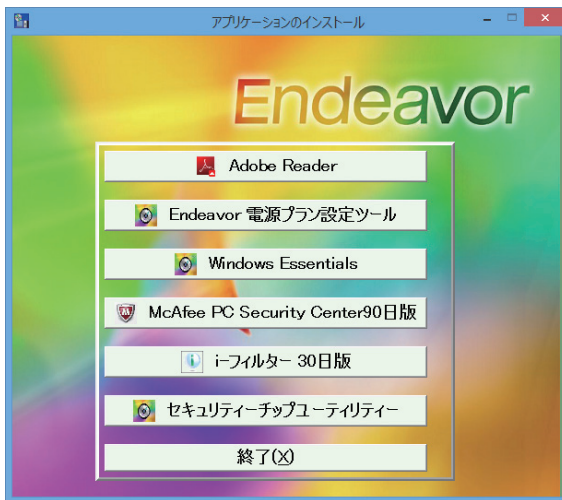 アプリケーションのインストール
Endeavor
Adobe Reader
Endeavor 電源プラン設定ツール
Windows Essentials
McAfee PC Security Center90日版
i-フィルター 30日版
セキュリティーチップユーティリティー
終了(X)